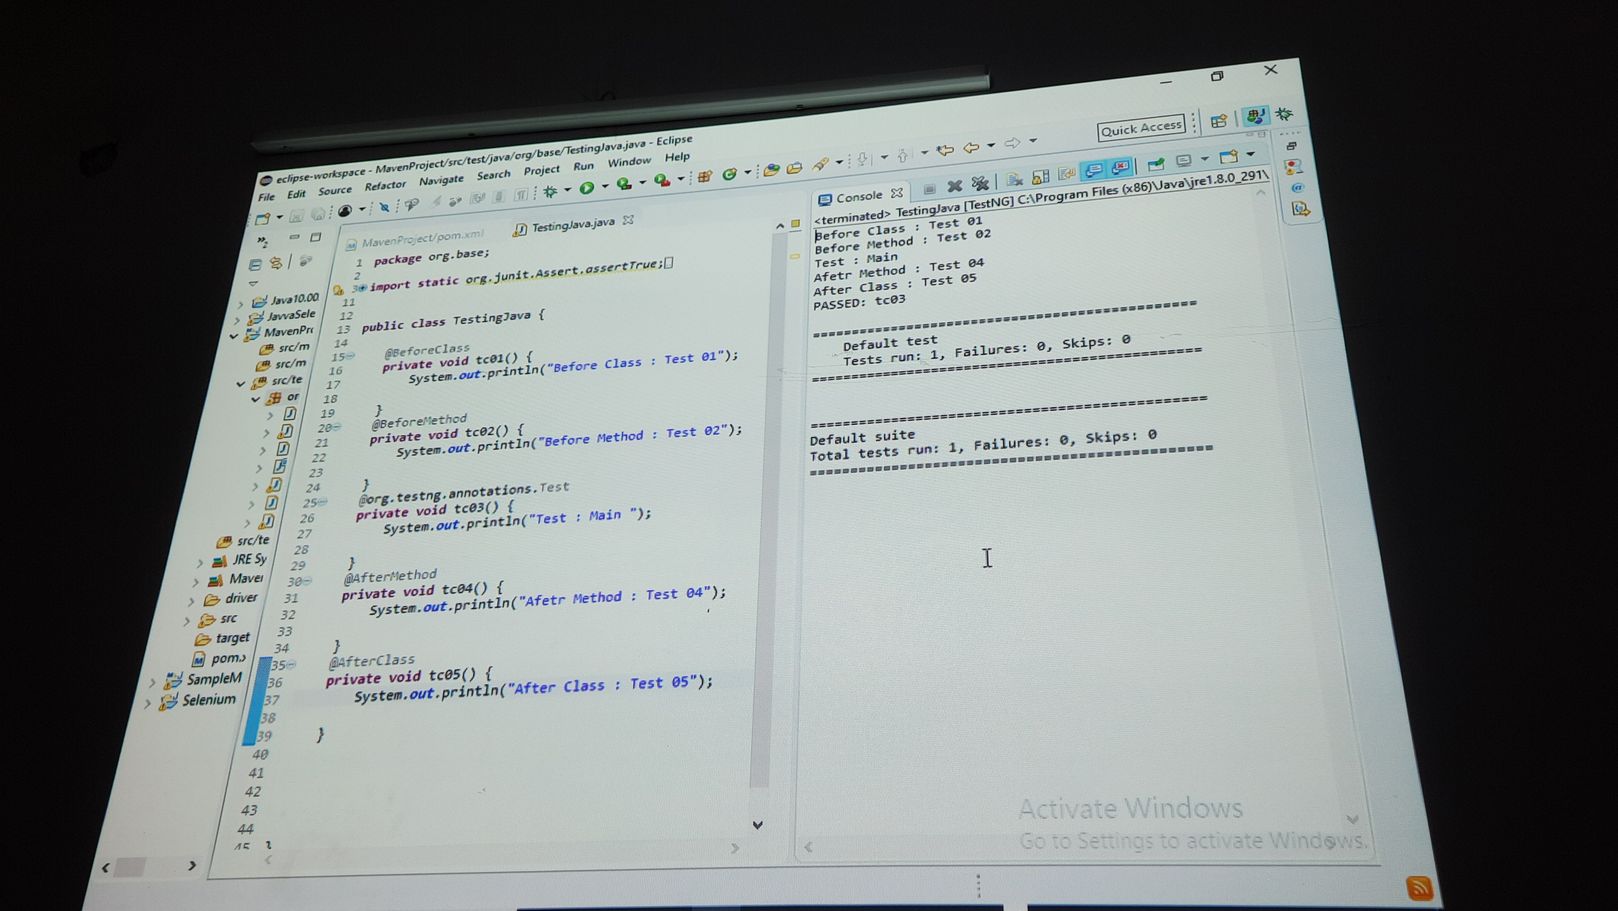 eclipse-workspace - MavenProject/src/test/java/org/base/TestingJava.java - Eclipse
File Edit Source Refactor Navigate Search Project Run Window Help
Quick Access
MavenProject/pom.xml
TestingJava.java
Java10.00
JavvaSele
MavenPr
src/m
src/m
src/te
or
src/te
JRE Sy
Maver
driver
src
target
pom.
SampleM
Selenium
1 package org.base;
2
3 import static org.junit.Assert.assertTrue;
11
12
13 public class TestingJava {
14
15 @BeforeClass
16 private void tc01() {
17 System.out.println("Before Class : Test 01");
18
19 }
20 @BeforeMethod
21 private void tc02() {
22 System.out.println("Before Method : Test 02");
23
24 }
25 @org.testng.annotations.Test
26 private void tc03() {
27 System.out.println("Test : Main ");
28
29 }
30 @AfterMethod
31 private void tc04() {
32 System.out.println("Afetr Method : Test 04");
33
34 }
35 @AfterClass
36 private void tc05() {
37 System.out.println("After Class : Test 05");
38
39 }
40
41
42
43
44
45 }
Console
<terminated> TestingJava [TestNG] C:\Program Files (x86)\Java\jre1.8.0_291\
Before Class : Test 01
Before Method : Test 02
Test : Main
Afetr Method : Test 04
After Class : Test 05
PASSED: tc03
===============================================
Default test
Tests run: 1, Failures: 0, Skips: 0
===============================================
===============================================
Default suite
Total tests run: 1, Failures: 0, Skips: 0
===============================================
Activate Windows
Go to Settings to activate Windows.